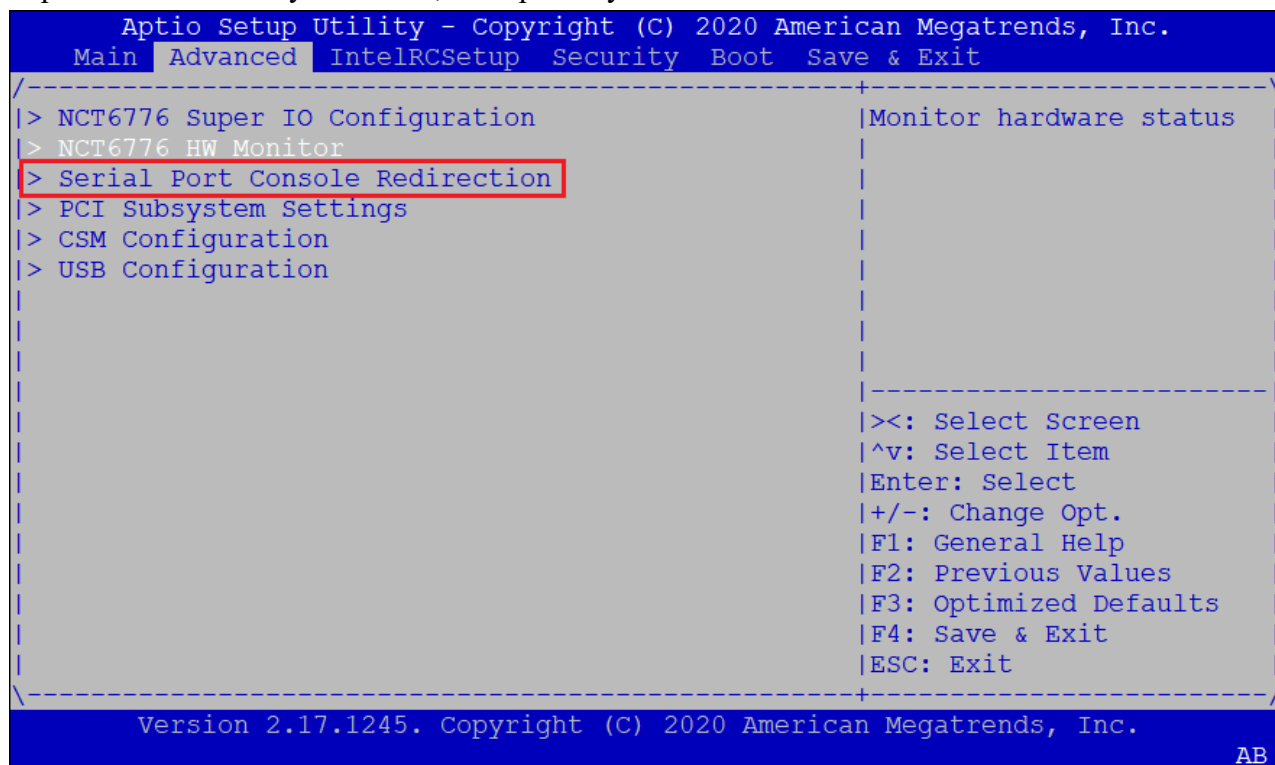 Aptio Setup Utility - Copyright (C) 2020 American Megatrends, Inc.
Main Advanced IntelRCSetup Security Boot Save & Exit
/----------------------------------------------------+-------------------------\
|> NCT6776 Super IO Configuration |Monitor hardware status
|> NCT6776 HW Monitor |
|> Serial Port Console Redirection |
|> PCI Subsystem Settings |
|> CSM Configuration |
|> USB Configuration |
| |
| |
| |
| |-------------------------
| |><: Select Screen
| |^v: Select Item
| |Enter: Select
| |+/-: Change Opt.
| |F1: General Help
| |F2: Previous Values
| |F3: Optimized Defaults
| |F4: Save & Exit
| |ESC: Exit
\----------------------------------------------------+-------------------------/
Version 2.17.1245. Copyright (C) 2020 American Megatrends, Inc.
AB